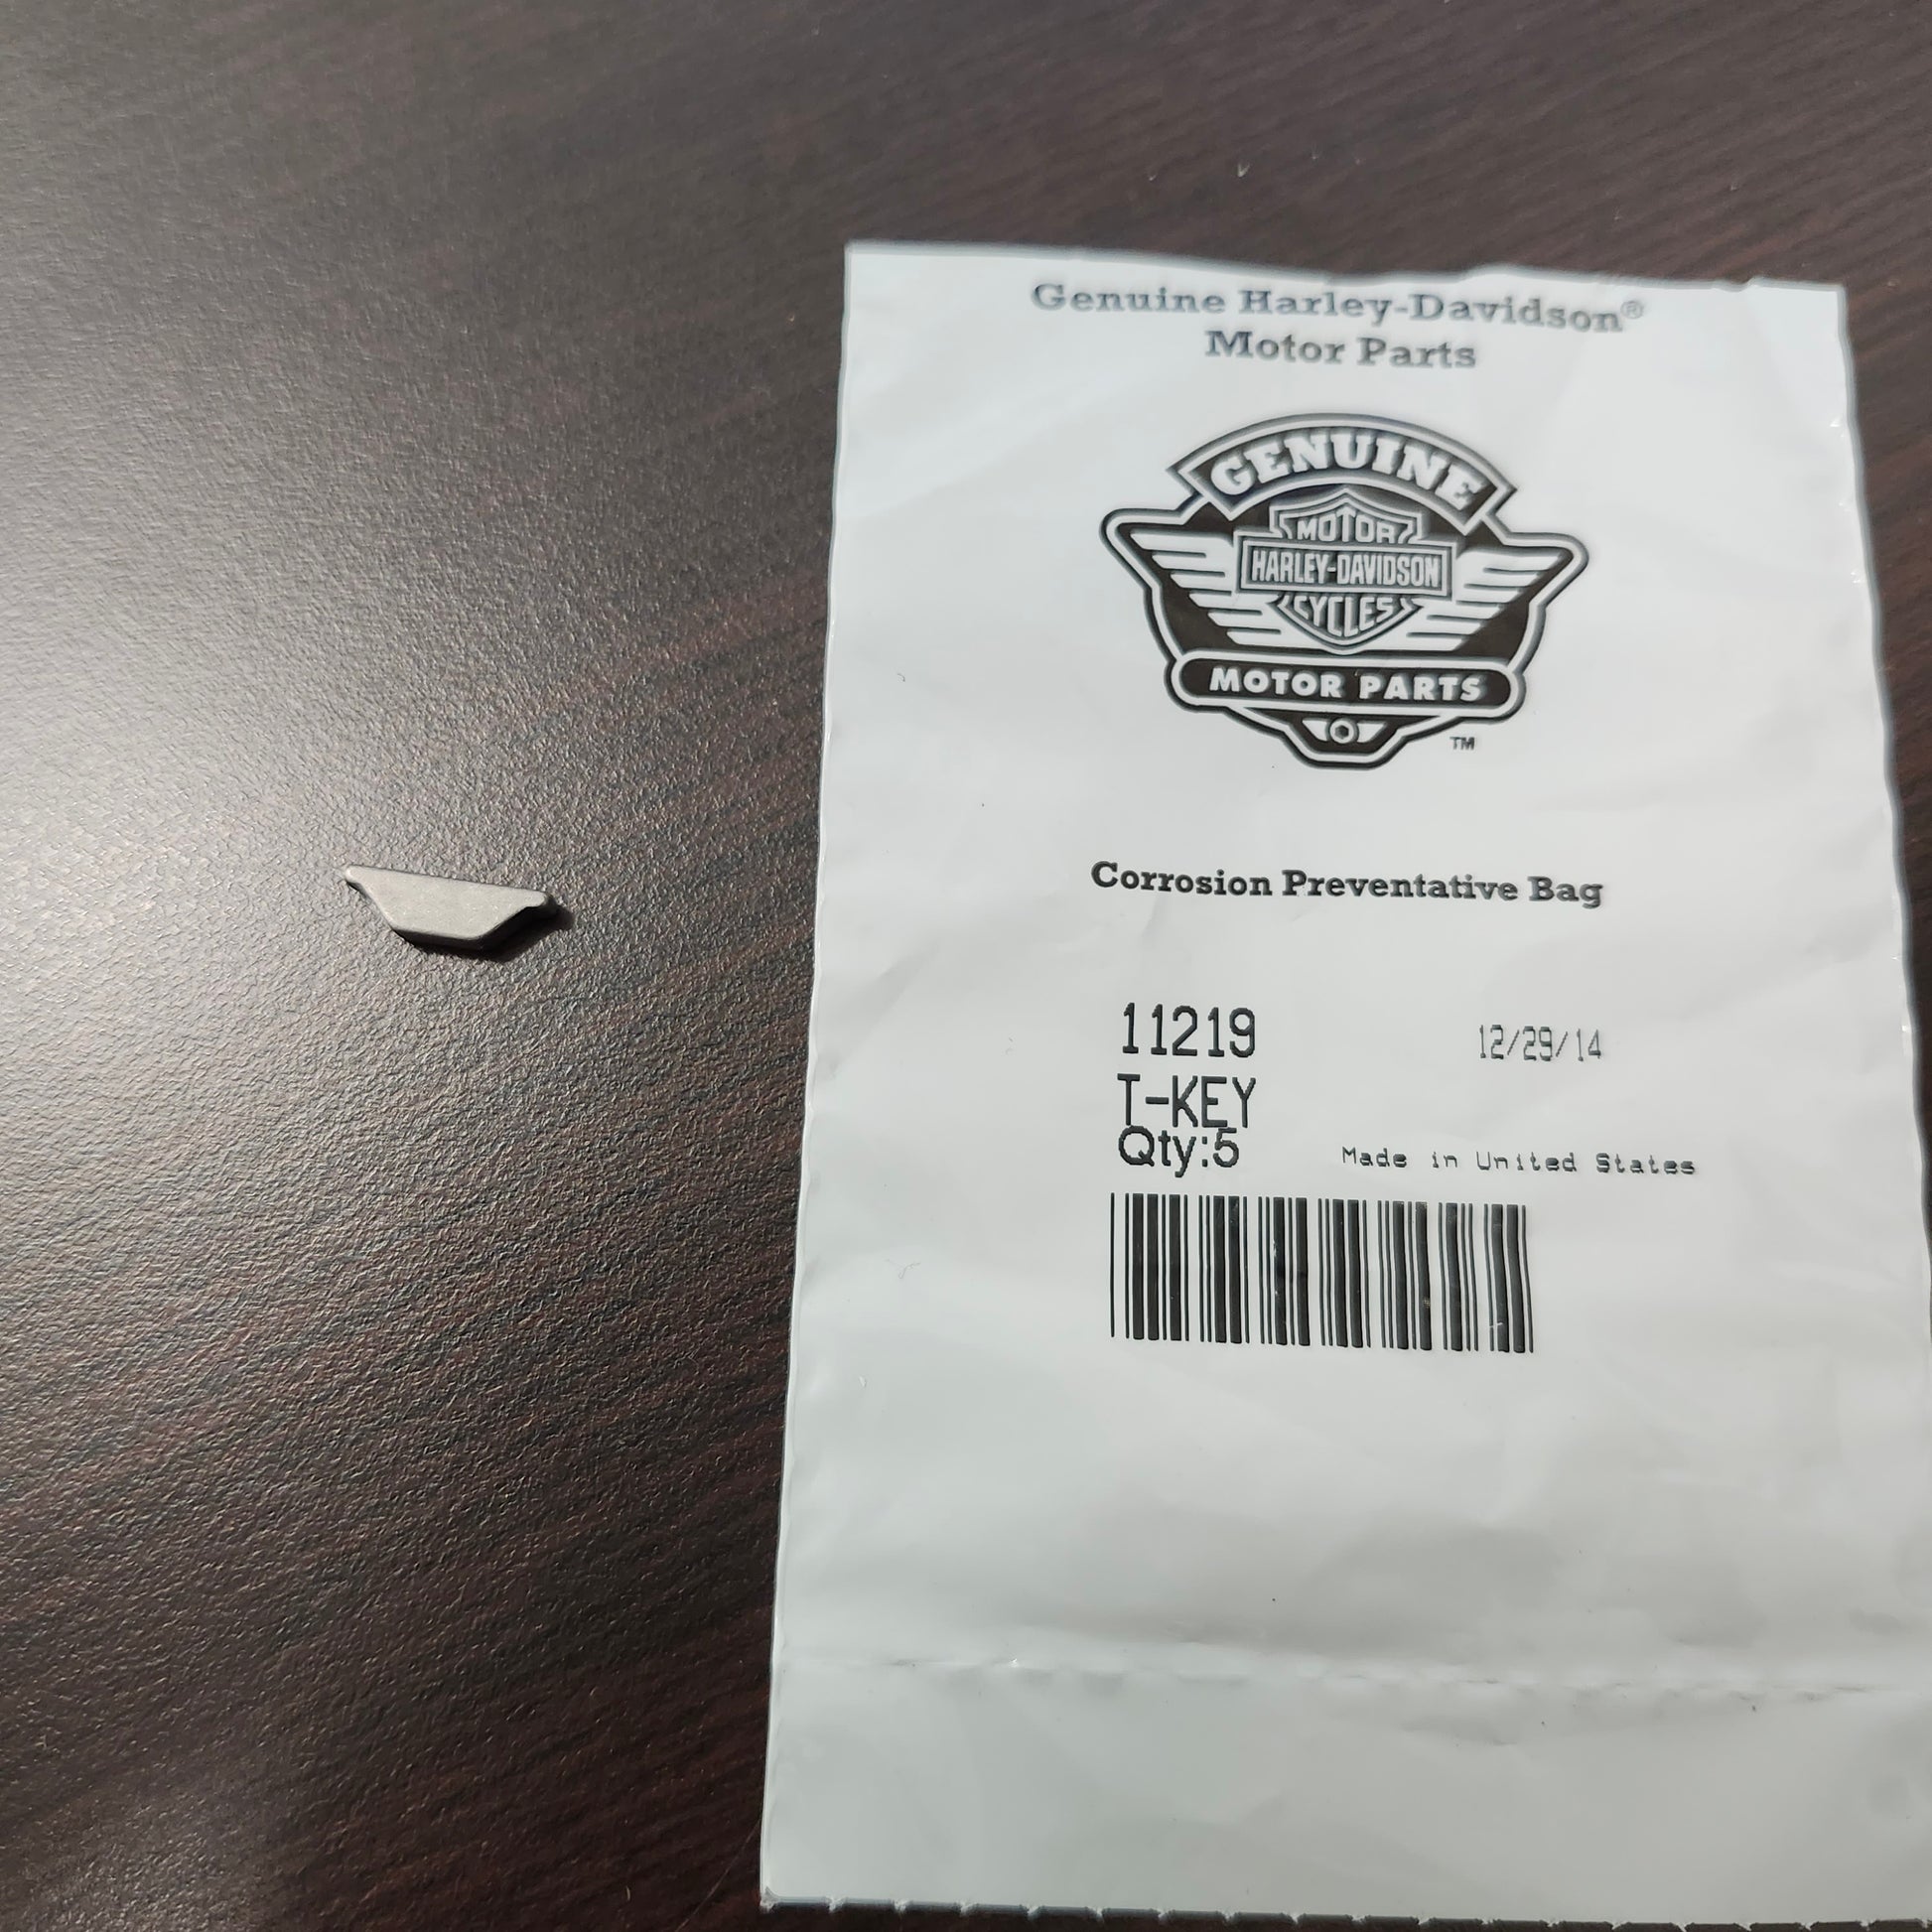 Genuine Harley-Davidson®
Motor Parts
GENUINE
MOTOR
HARLEY-DAVIDSON
CYCLES
MOTOR PARTS
TM
Corrosion Preventative Bag
11219 12/29/14
T-KEY
Qty:5 Made in United States